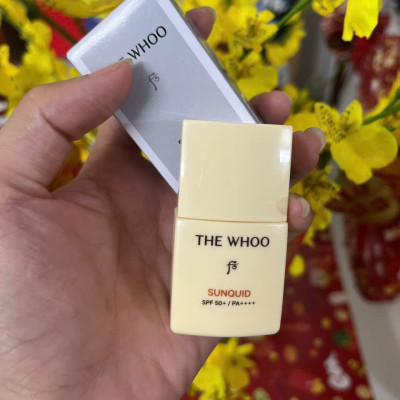 THE WHOO
THE WHOO
SUNQUID
SPF 50+ / PA++++